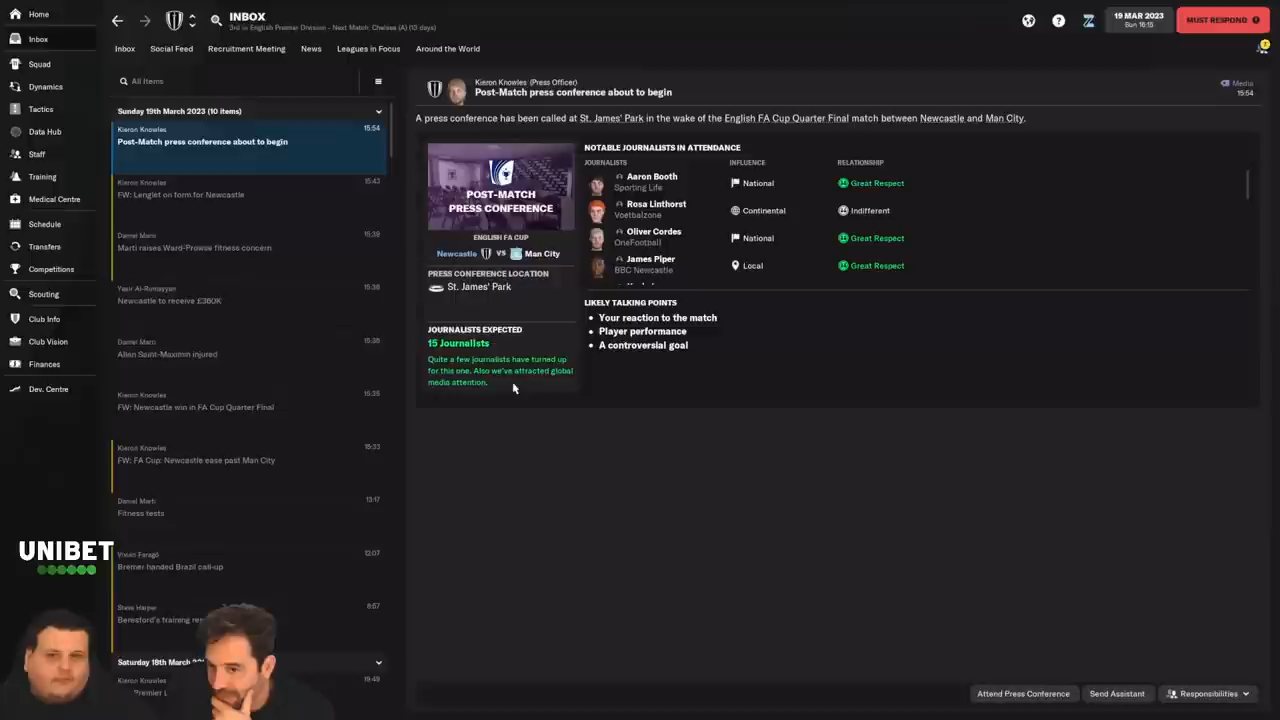 Home
INBOX
3rd in English Premier Division - Next Match: Chelsea (A) (13 days)
19 MAR 2023
Sun 16:15
MUST RESPOND
Inbox
Inbox
Social Feed
Recruitment Meeting
News
Leagues in Focus
Around the World
Squad
Dynamics
Tactics
Data Hub
Staff
Training
Medical Centre
Schedule
Transfers
Competitions
Scouting
Club Info
Club Vision
Finances
Dev. Centre
All Items
Sunday 19th March 2023 (10 items)
Kieron Knowles
15:54
Post-Match press conference about to begin
Kieron Knowles
15:43
FW: Lenglet on form for Newcastle
Daniel Marti
15:39
Marti raises Ward-Prowse fitness concern
Yasir Al-Rumayyan
15:38
Newcastle to receive £360K
Daniel Marti
15:38
Allan Saint-Maximin injured
Kieron Knowles
15:35
FW: Newcastle win in FA Cup Quarter Final
Kieron Knowles
15:33
FW: FA Cup: Newcastle ease past Man City
Daniel Marti
13:17
Fitness tests
Vivian Faragó
12:07
Bremer handed Brazil call-up
Steve Harper
8:57
Beresford's training
Saturday 18th March
Kieron Knowles
19:49
Premier
Kieron Knowles (Press Officer)
Post-Match press conference about to begin
Media
15:54
A press conference has been called at St. James' Park in the wake of the English FA Cup Quarter Final match between Newcastle and Man City.
POST-MATCH
PRESS CONFERENCE
ENGLISH FA CUP
Newcastle VS Man City
PRESS CONFERENCE LOCATION
St. James' Park
JOURNALISTS EXPECTED
15 Journalists
Quite a few journalists have turned up
for this one. Also we've attracted global
media attention.
NOTABLE JOURNALISTS IN ATTENDANCE
JOURNALISTS
INFLUENCE
RELATIONSHIP
Aaron Booth
Sporting Life
National
Great Respect
Rosa Linthorst
Voetbalzone
Continental
Indifferent
Oliver Cordes
OneFootball
National
Great Respect
James Piper
BBC Newcastle
Local
Great Respect
LIKELY TALKING POINTS
Your reaction to the match
Player performance
A controversial goal
UNIBET
Attend Press Conference
Send Assistant
Responsibilities